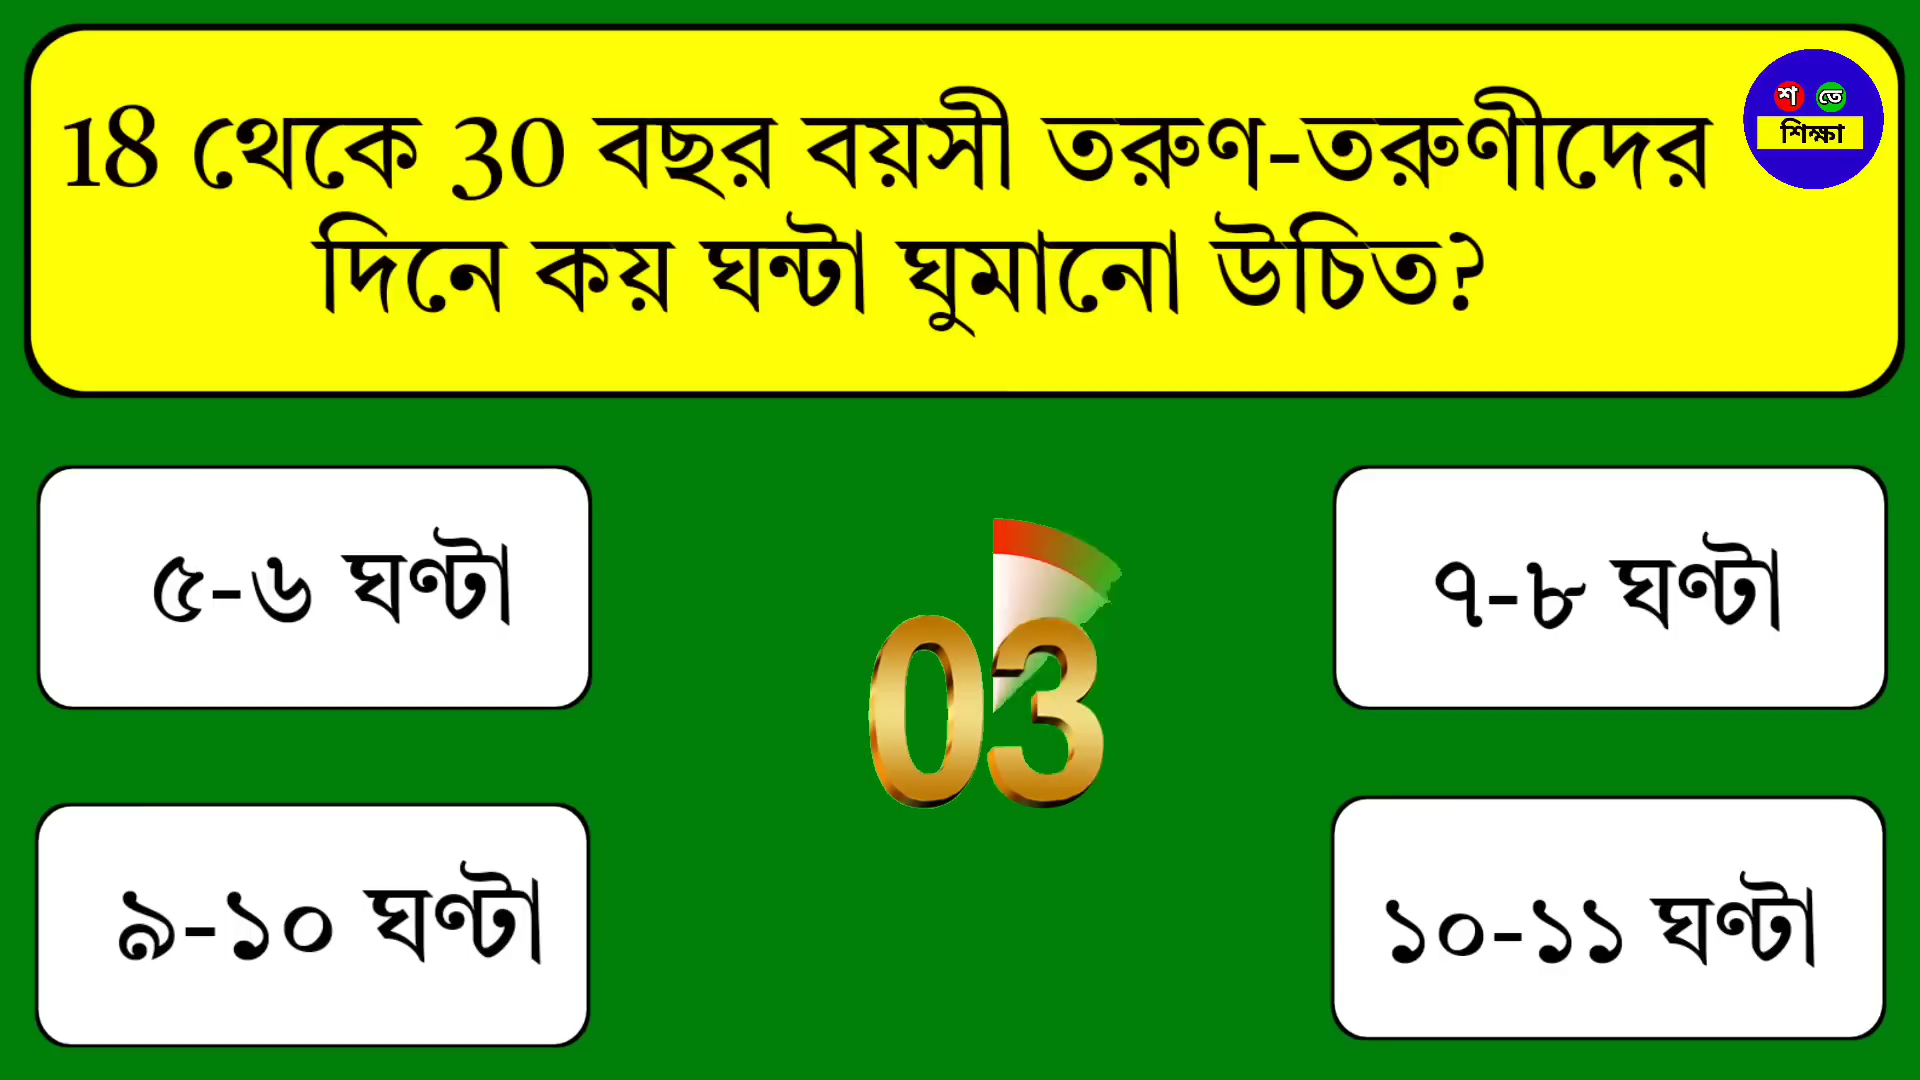 18 থেকে 30 বছর বয়সী তরুণ-তরুণীদের
দিনে কয় ঘন্টা ঘুমানো উচিত?
শ তে
শিক্ষা
৫-৬ ঘণ্টা
৭-৮ ঘণ্টা
03
৯-১০ ঘণ্টা
১০-১১ ঘণ্টা